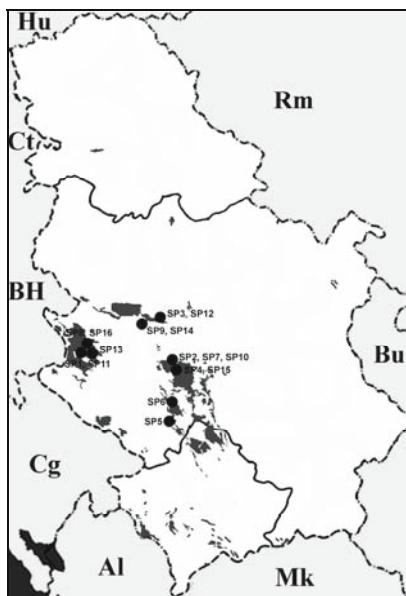 Hu
Rm
Ct
BH
SP3, SP12
SP9, SP14
SP16
SP13
SP11
SP2, SP7, SP10
SP4, SP15
SP6
SP5
Bu
Cg
Al
Mk